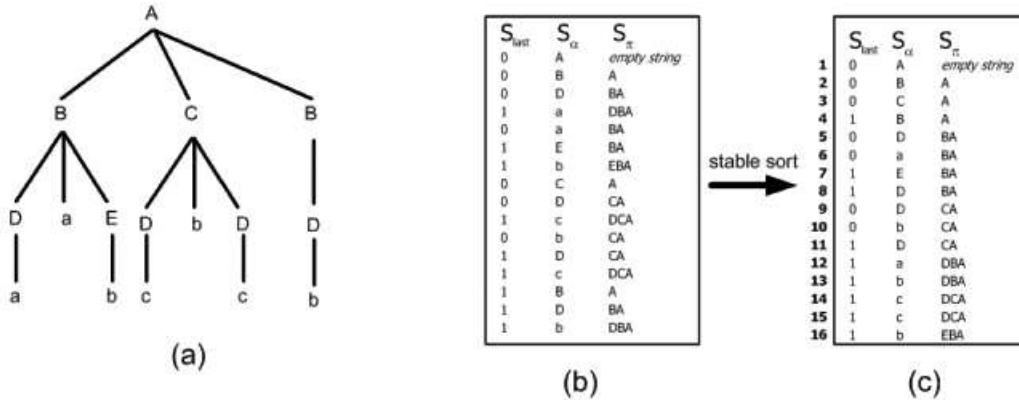 A
B C B
D a E D b D D
a b c c b
(a)
S_last S_α S_π
0 A empty string
0 B A
0 D BA
1 a DBA
0 a BA
1 E BA
1 b EBA
0 C A
0 D CA
1 c DCA
0 b CA
1 D CA
1 c DCA
1 B A
1 D BA
1 b DBA
(b)
stable sort
S_last S_α S_π
1 0 A empty string
2 0 B A
3 0 C A
4 1 B A
5 0 D BA
6 0 a BA
7 1 E BA
8 1 D BA
9 0 D CA
10 0 b CA
11 1 D CA
12 1 a DBA
13 1 b DBA
14 1 c DCA
15 1 c DCA
16 1 b EBA
(c)